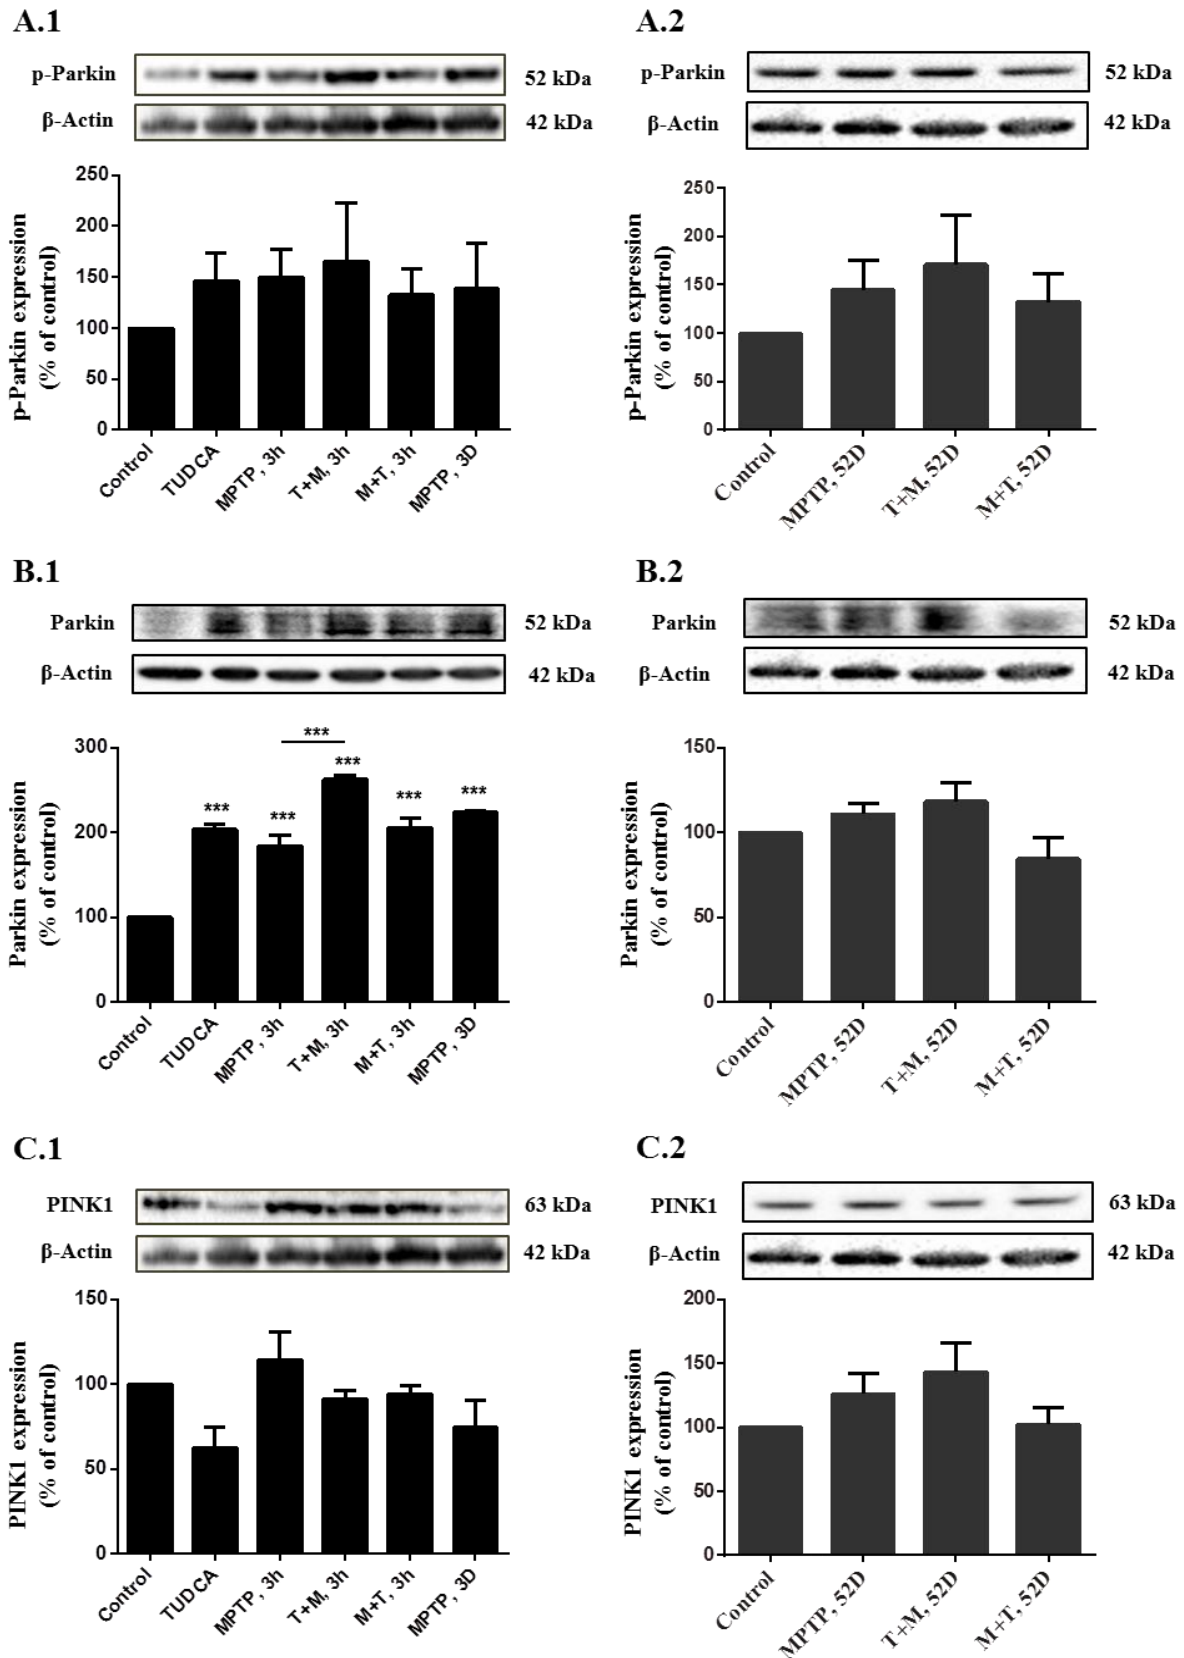 A.1
p-Parkin
52 kDa
β-Actin
42 kDa
p-Parkin expression
(% of control)
250
200
150
100
50
0
Control
TUDCA
MPTP, 3h
T+M, 3h
M+T, 3h
MPTP, 3D
A.2
p-Parkin
52 kDa
β-Actin
42 kDa
p-Parkin expression
(% of control)
250
200
150
100
50
0
Control
MPTP, 52D
T+M, 52D
M+T, 52D
B.1
Parkin
52 kDa
β-Actin
42 kDa
Parkin expression
(% of control)
300
200
100
0
***
***
***
***
***
***
Control
TUDCA
MPTP, 3h
T+M, 3h
M+T, 3h
MPTP, 3D
B.2
Parkin
52 kDa
β-Actin
42 kDa
Parkin expression
(% of control)
150
100
50
0
Control
MPTP, 52D
T+M, 52D
M+T, 52D
C.1
PINK1
63 kDa
β-Actin
42 kDa
PINK1 expression
(% of control)
150
100
50
0
Control
TUDCA
MPTP, 3h
T+M, 3h
M+T, 3h
MPTP, 3D
C.2
PINK1
63 kDa
β-Actin
42 kDa
PINK1 expression
(% of control)
200
150
100
50
0
Control
MPTP, 52D
T+M, 52D
M+T, 52D